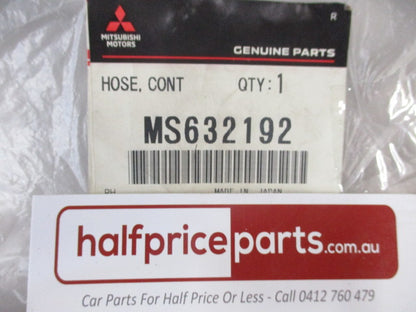 R
MITSUBISHI
MOTORS
GENUINE PARTS
HOSE, CONT QTY: 1
MS632192
PH MADE IN JAPAN
halfpriceparts.com.au
Car Parts For Half Price Or Less - Call 0412 760 479